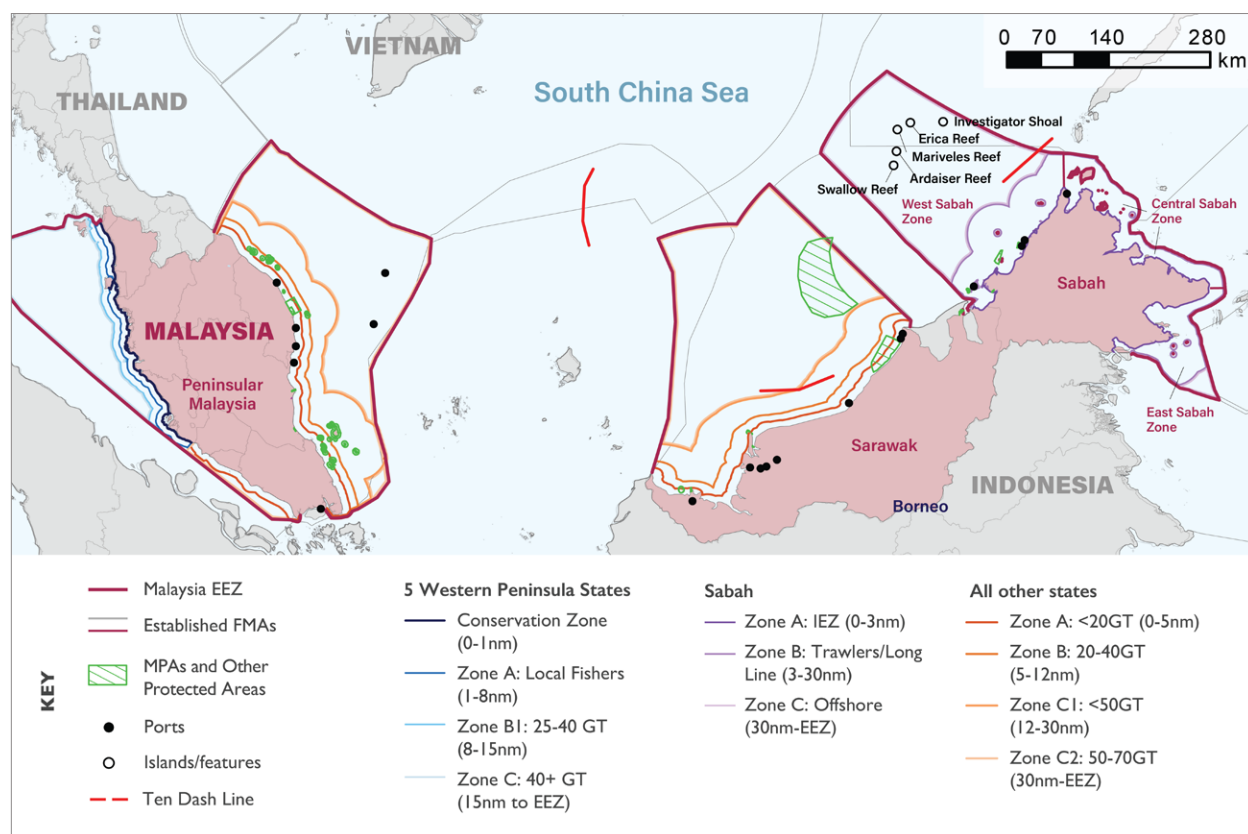 VIETNAM
THAILAND
South China Sea
0 70 140 280
km
Investigator Shoal
Erica Reef
Mariveles Reef
Ardaiser Reef
Swallow Reef
West Sabah
Zone
Central Sabah
Zone
Sabah
MALAYSIA
Peninsular
Malaysia
East Sabah
Zone
Sarawak
INDONESIA
Borneo
KEY
Malaysia EEZ
Established FMAs
MPAs and Other
Protected Areas
Ports
Islands/features
Ten Dash Line
5 Western Peninsula States
Conservation Zone
(0-1nm)
Zone A: Local Fishers
(1-8nm)
Zone B1: 25-40 GT
(8-15nm)
Zone C: 40+ GT
(15nm to EEZ)
Sabah
Zone A: IEZ (0-3nm)
Zone B: Trawlers/Long
Line (3-30nm)
Zone C: Offshore
(30nm-EEZ)
All other states
Zone A: <20GT (0-5nm)
Zone B: 20-40GT
(5-12nm)
Zone C1: <50GT
(12-30nm)
Zone C2: 50-70GT
(30nm-EEZ)